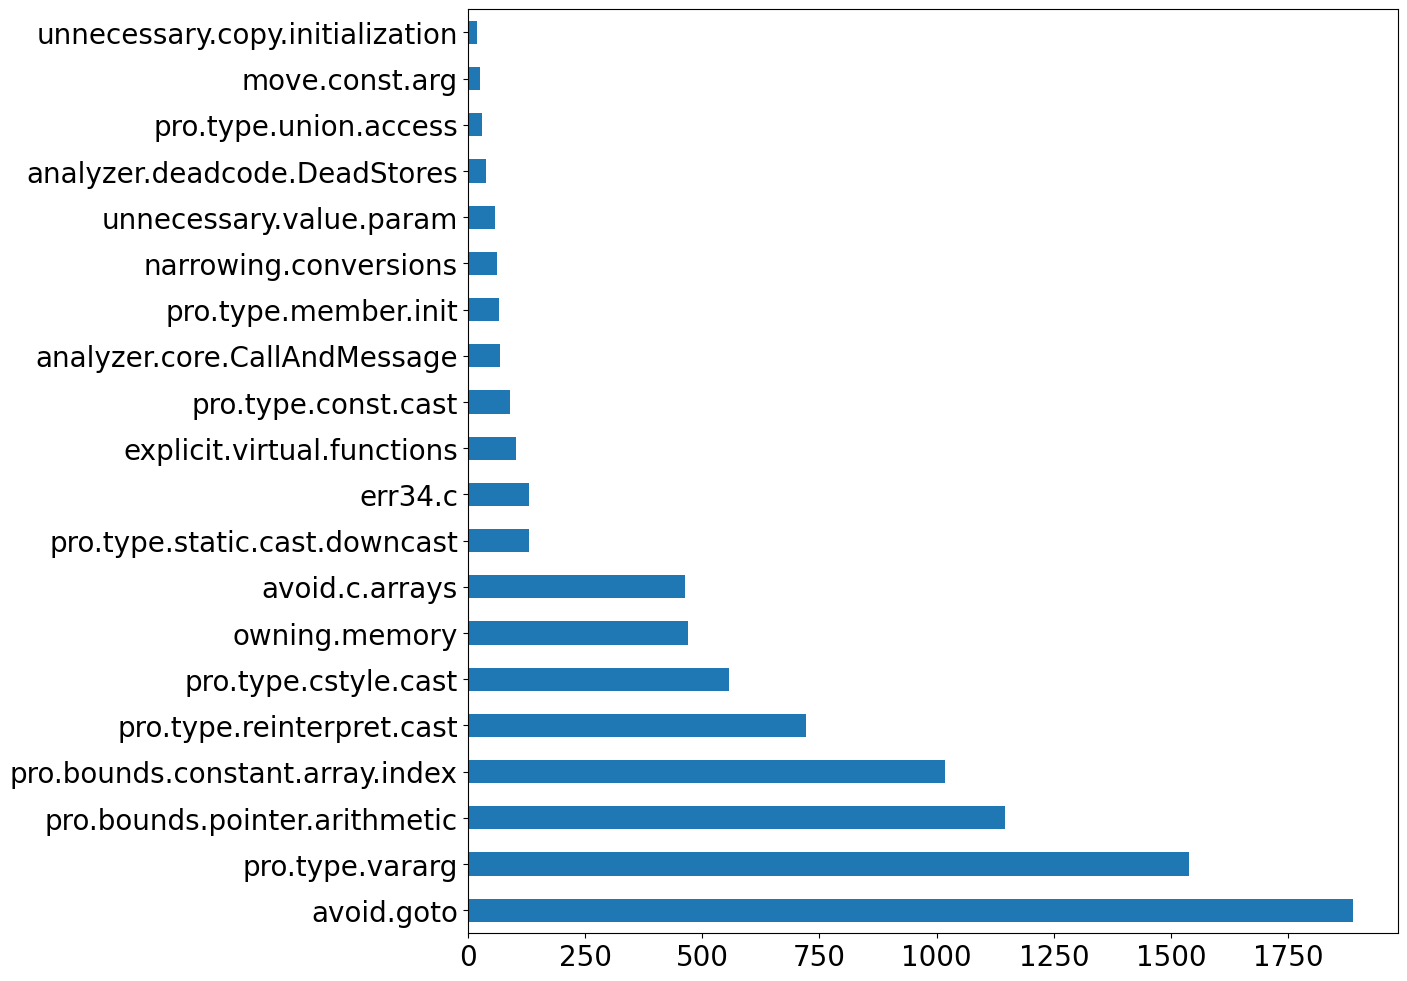 unnecessary.copy.initialization
move.const.arg
pro.type.union.access
analyzer.deadcode.DeadStores
unnecessary.value.param
narrowing.conversions
pro.type.member.init
analyzer.core.CallAndMessage
pro.type.const.cast
explicit.virtual.functions
err34.c
pro.type.static.cast.downcast
avoid.c.arrays
owning.memory
pro.type.cstyle.cast
pro.type.reinterpret.cast
pro.bounds.constant.array.index
pro.bounds.pointer.arithmetic
pro.type.vararg
avoid.goto
0 250 500 750 1000 1250 1500 1750